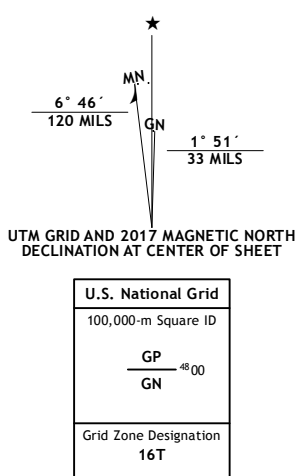 ★
MN
GN
6° 46´
120 MILS
1° 51´
33 MILS
UTM GRID AND 2017 MAGNETIC NORTH
DECLINATION AT CENTER OF SHEET
U.S. National Grid
100,000-m Square ID
GP
GN
4800
Grid Zone Designation
16T